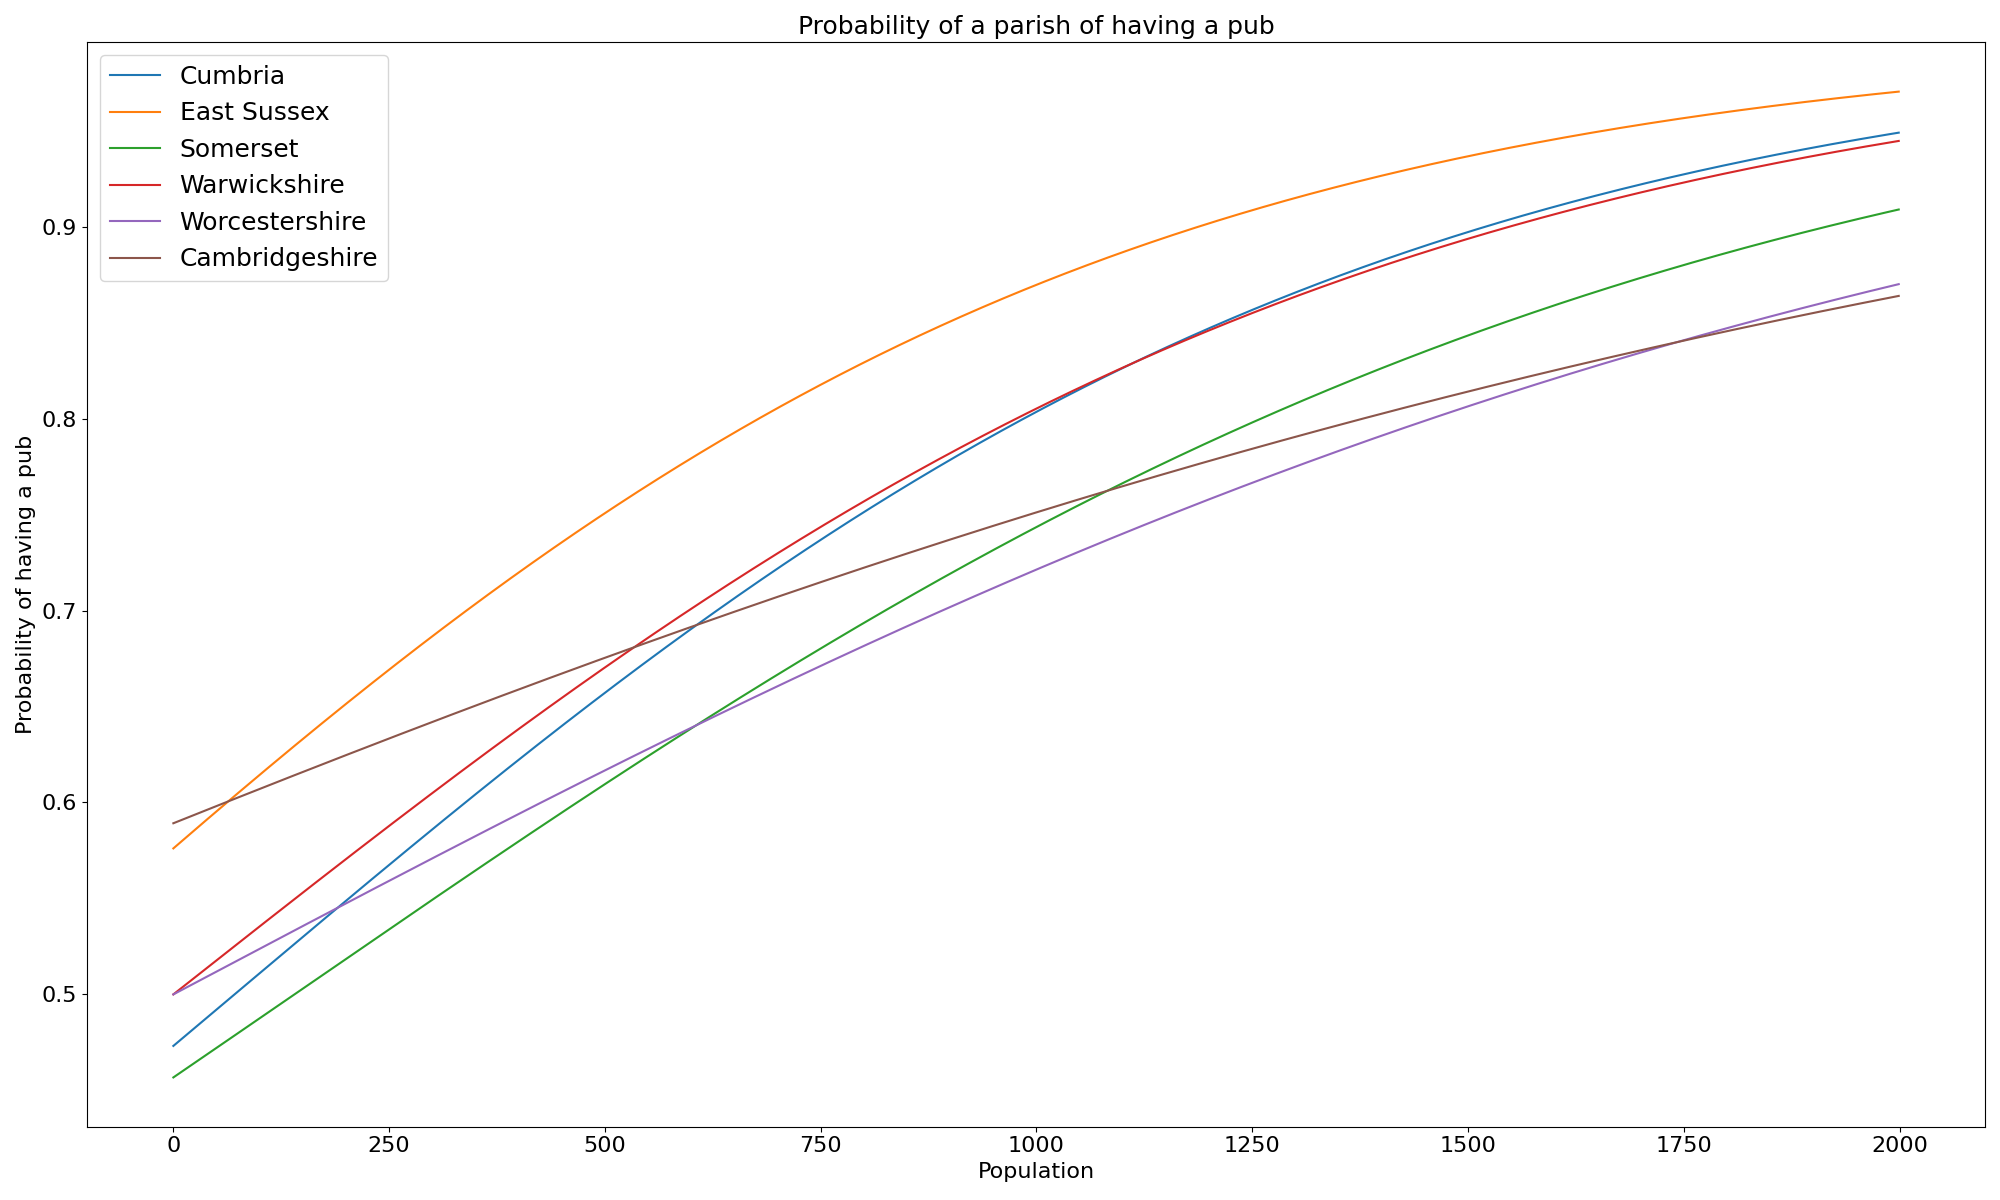 Probability of a parish of having a pub
Cumbria
East Sussex
Somerset
Warwickshire
Worcestershire
Cambridgeshire
Probability of having a pub
0.9
0.8
0.7
0.6
0.5
0 250 500 750 1000 1250 1500 1750 2000
Population